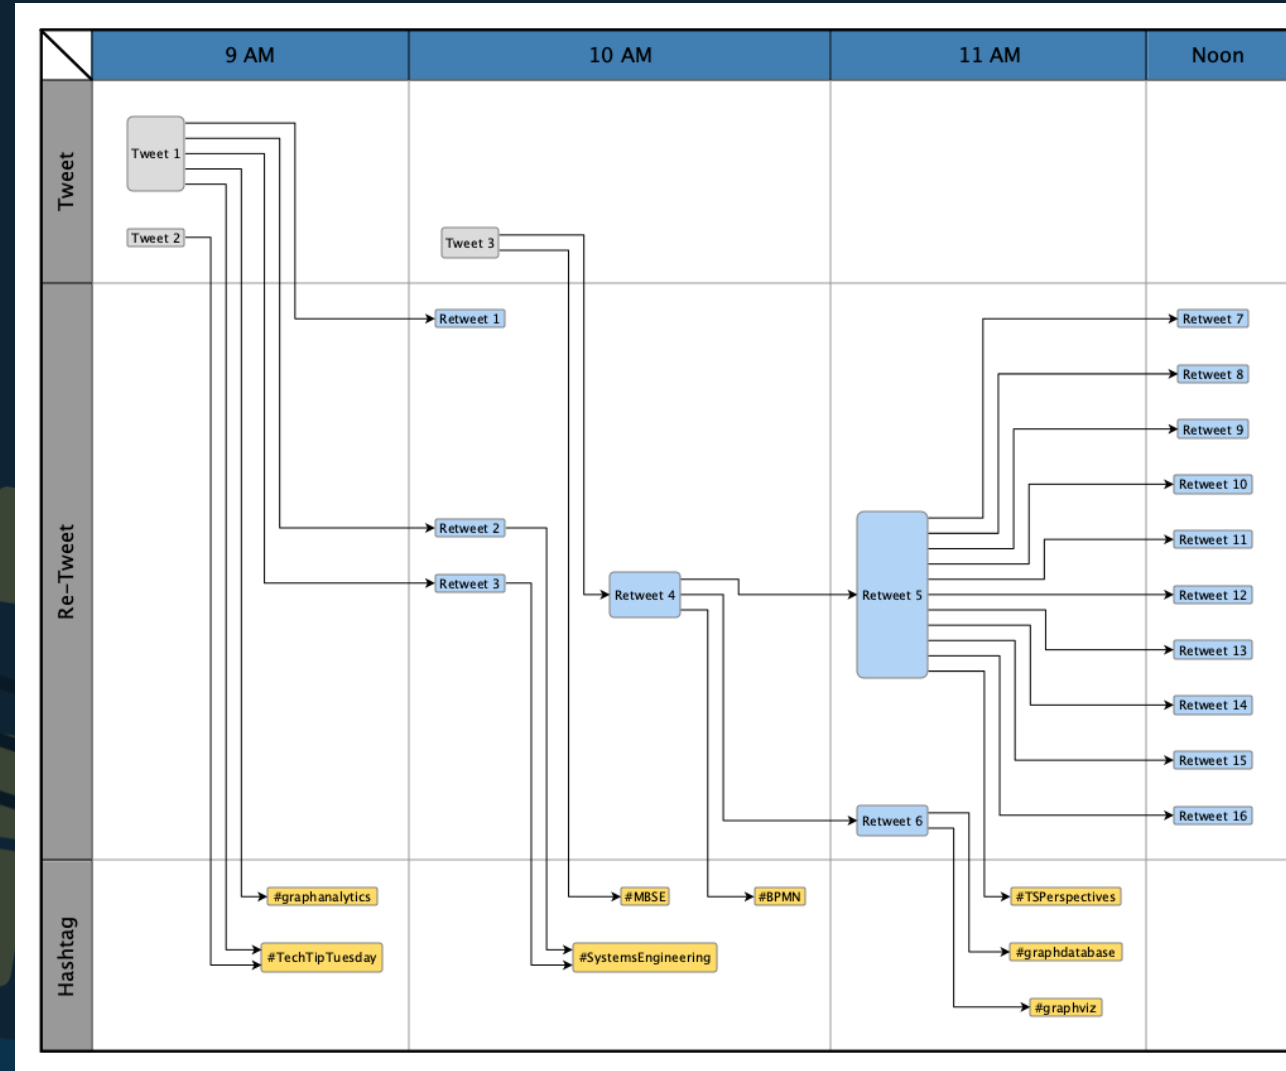 9 AM
10 AM
11 AM
Noon
Tweet
Tweet 1
Tweet 2
Tweet 3
Re-Tweet
Retweet 1
Retweet 2
Retweet 3
Retweet 4
Retweet 5
Retweet 6
Retweet 7
Retweet 8
Retweet 9
Retweet 10
Retweet 11
Retweet 12
Retweet 13
Retweet 14
Retweet 15
Retweet 16
Hashtag
#graphanalytics
#TechTipTuesday
#MBSE
#BPMN
#SystemsEngineering
#TSPerspectives
#graphdatabase
#graphviz